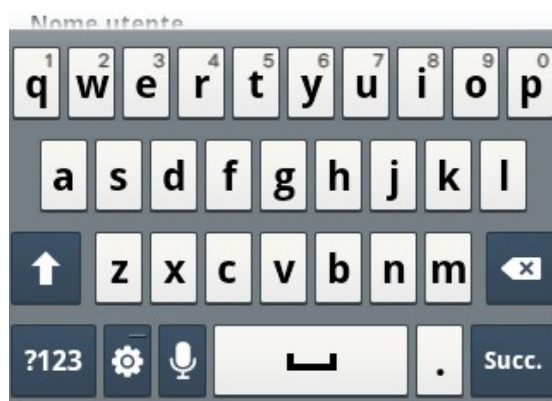 Nome utente
1 2 3 4 5 6 7 8 9 0
q w e r t y u i o p
a s d f g h j k l
z x c v b n m
?123 . Succ.